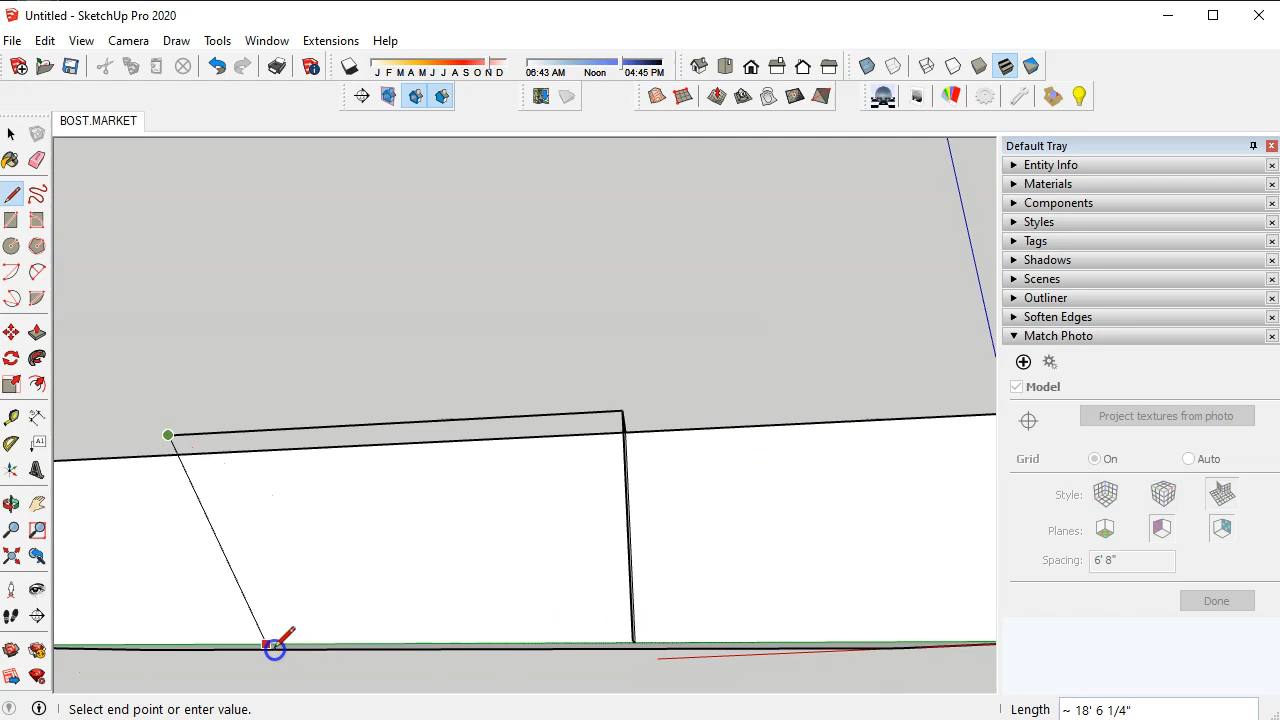 Untitled - SketchUp Pro 2020
File Edit View Camera Draw Tools Window Extensions Help
J F M A M J J A S O N D
06:43 AM Noon 04:45 PM
BOST.MARKET
Default Tray
Entity Info
Materials
Components
Styles
Tags
Shadows
Scenes
Outliner
Soften Edges
Match Photo
Model
Project textures from photo
Grid On Auto
Style:
Planes:
Spacing: 6' 8"
Done
Select end point or enter value.
Length ~ 18' 6 1/4"